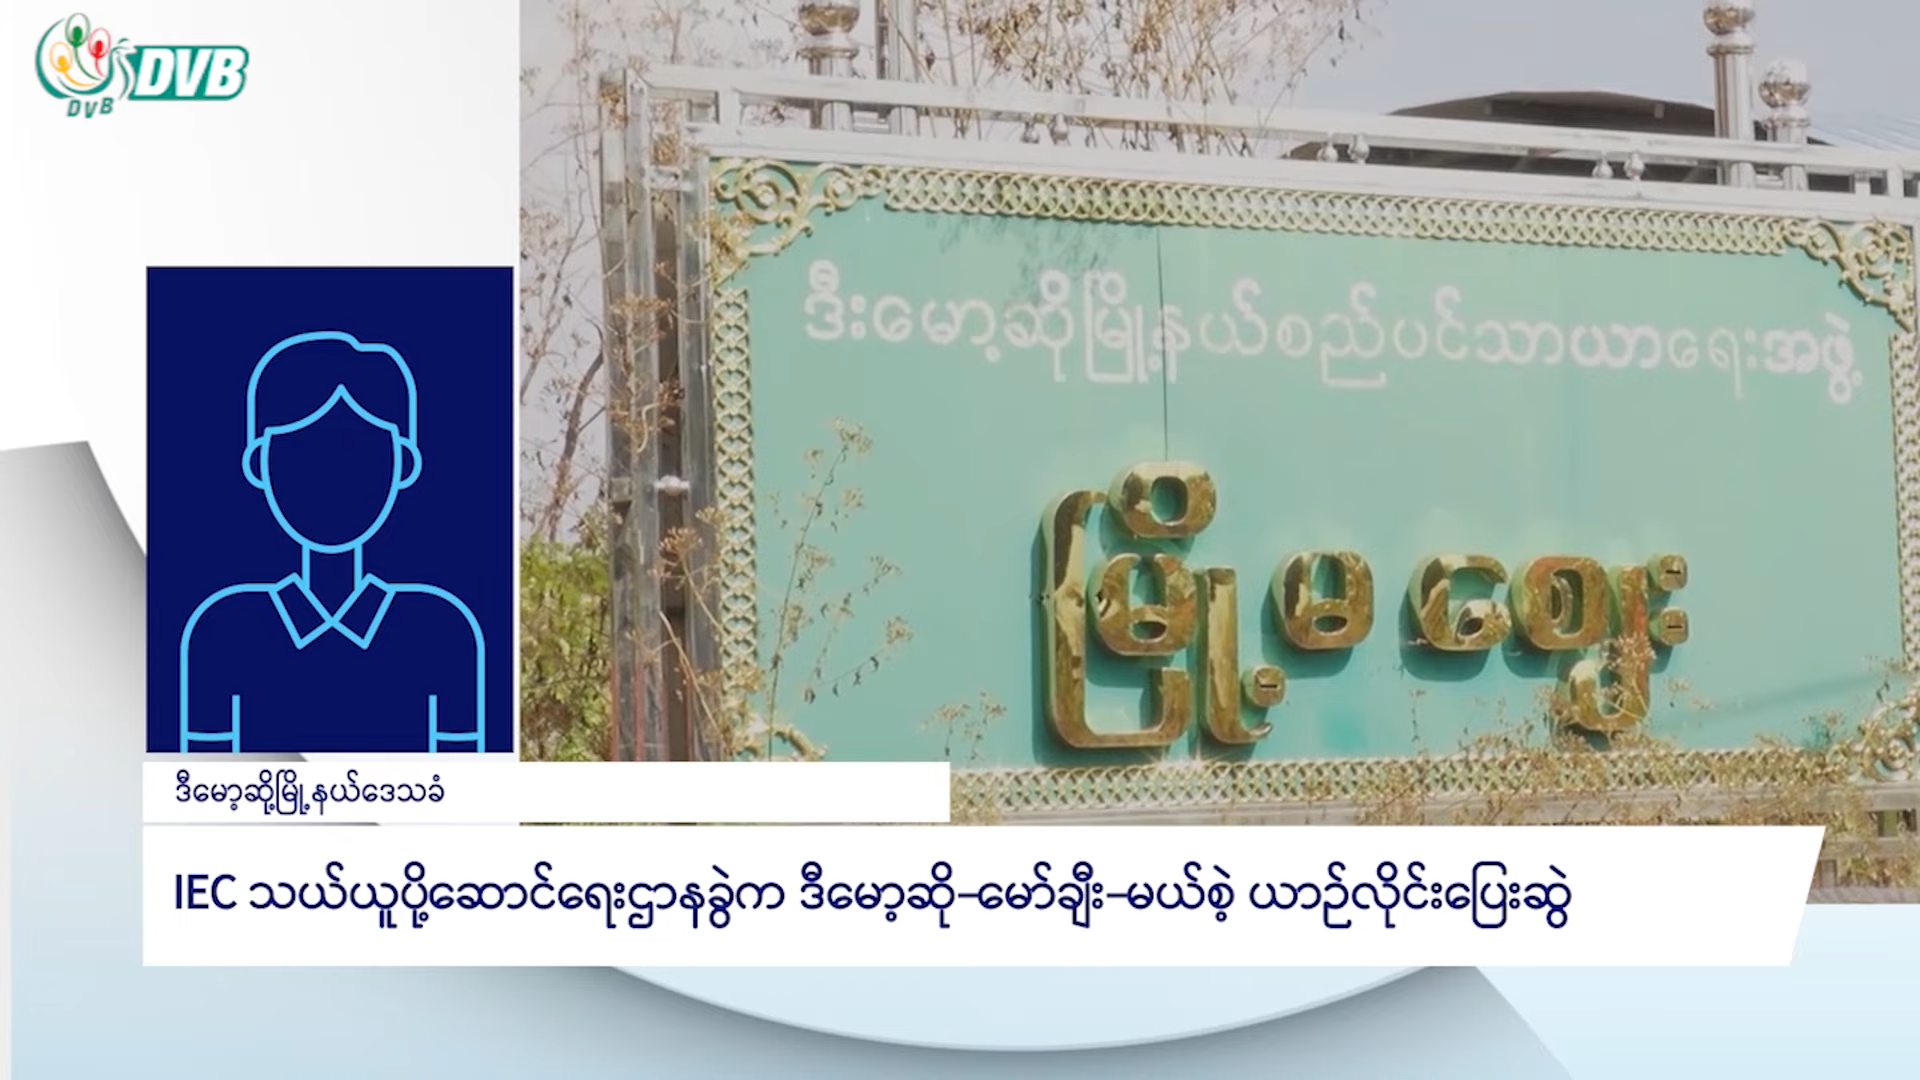 DVB
DVB
ဒီးမော့ဆိုမြို့နယ်စည်ပင်သာယာရေးအဖွဲ့
မြို့မဈေး
ဒီမော့ဆိုမြို့နယ်ဒေသခံ
IEC သယ်ယူပို့ဆောင်ရေးဌာနခွဲက ဒီမော့ဆို-မော်ချီး-မယ်စဲ့ ယာဉ်လိုင်းပြေးဆွဲ